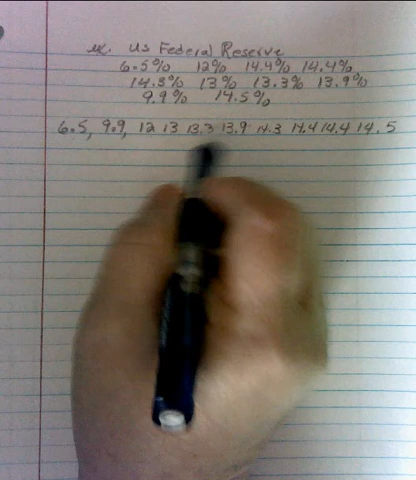 ex. US Federal Reserve
6.5% 12% 14.4% 14.4%
14.3% 13% 13.3% 13.9%
9.9% 14.5%
6.5, 9.9, 12 13 13.3 13.9 14.3 14.4 14.4 14.5